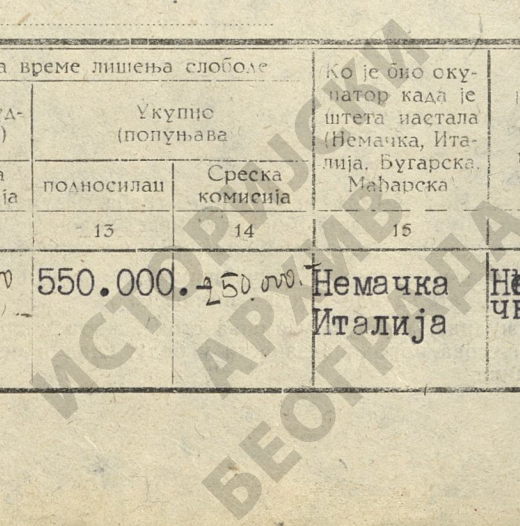 а време лишења слободе
Укупно
(попуњава)
подносилац
Среска
комисија
Ко је био оку-
патор када је
штета настала
(Немачка, Ита-
лија, Бугарска,
Мађарска
13
14
15
550.000.-
250.000.-
Немачка
Италија
ИСТОРИЈСКИ
АРХИВ
БЕОГРАДА